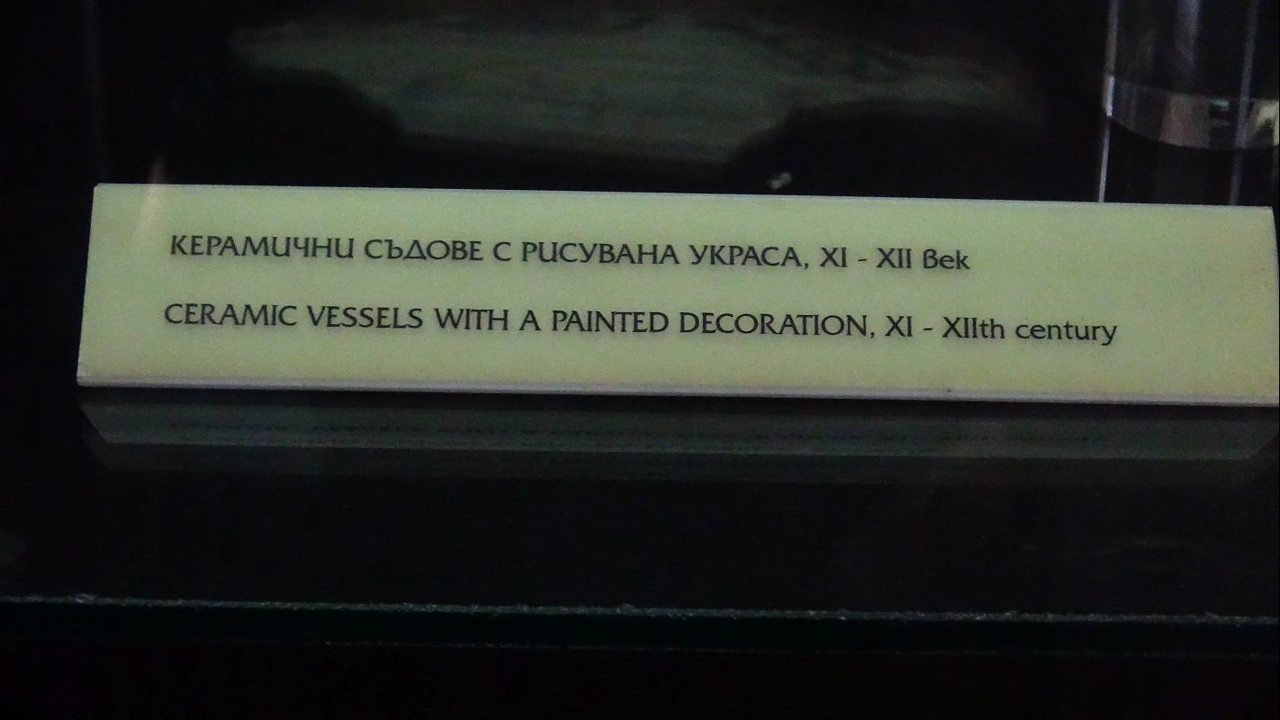 КЕРАМИЧНИ СЪДОВЕ С РИСУВАНА УКРАСА, XI - XII век
CERAMIC VESSELS WITH A PAINTED DECORATION, XI - XIIth century